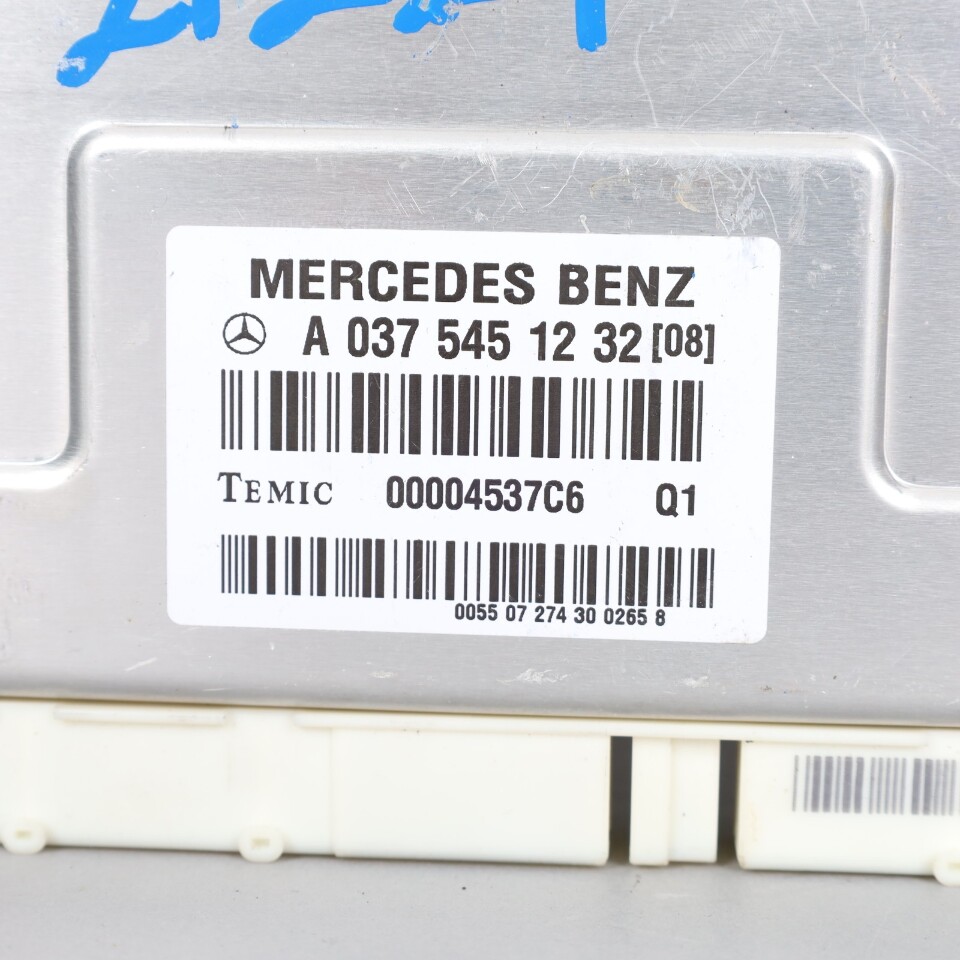 MERCEDES BENZ
A 037 545 12 32 [08]
TEMIC 00004537C6 Q1
0055 07 274 30 0265 8